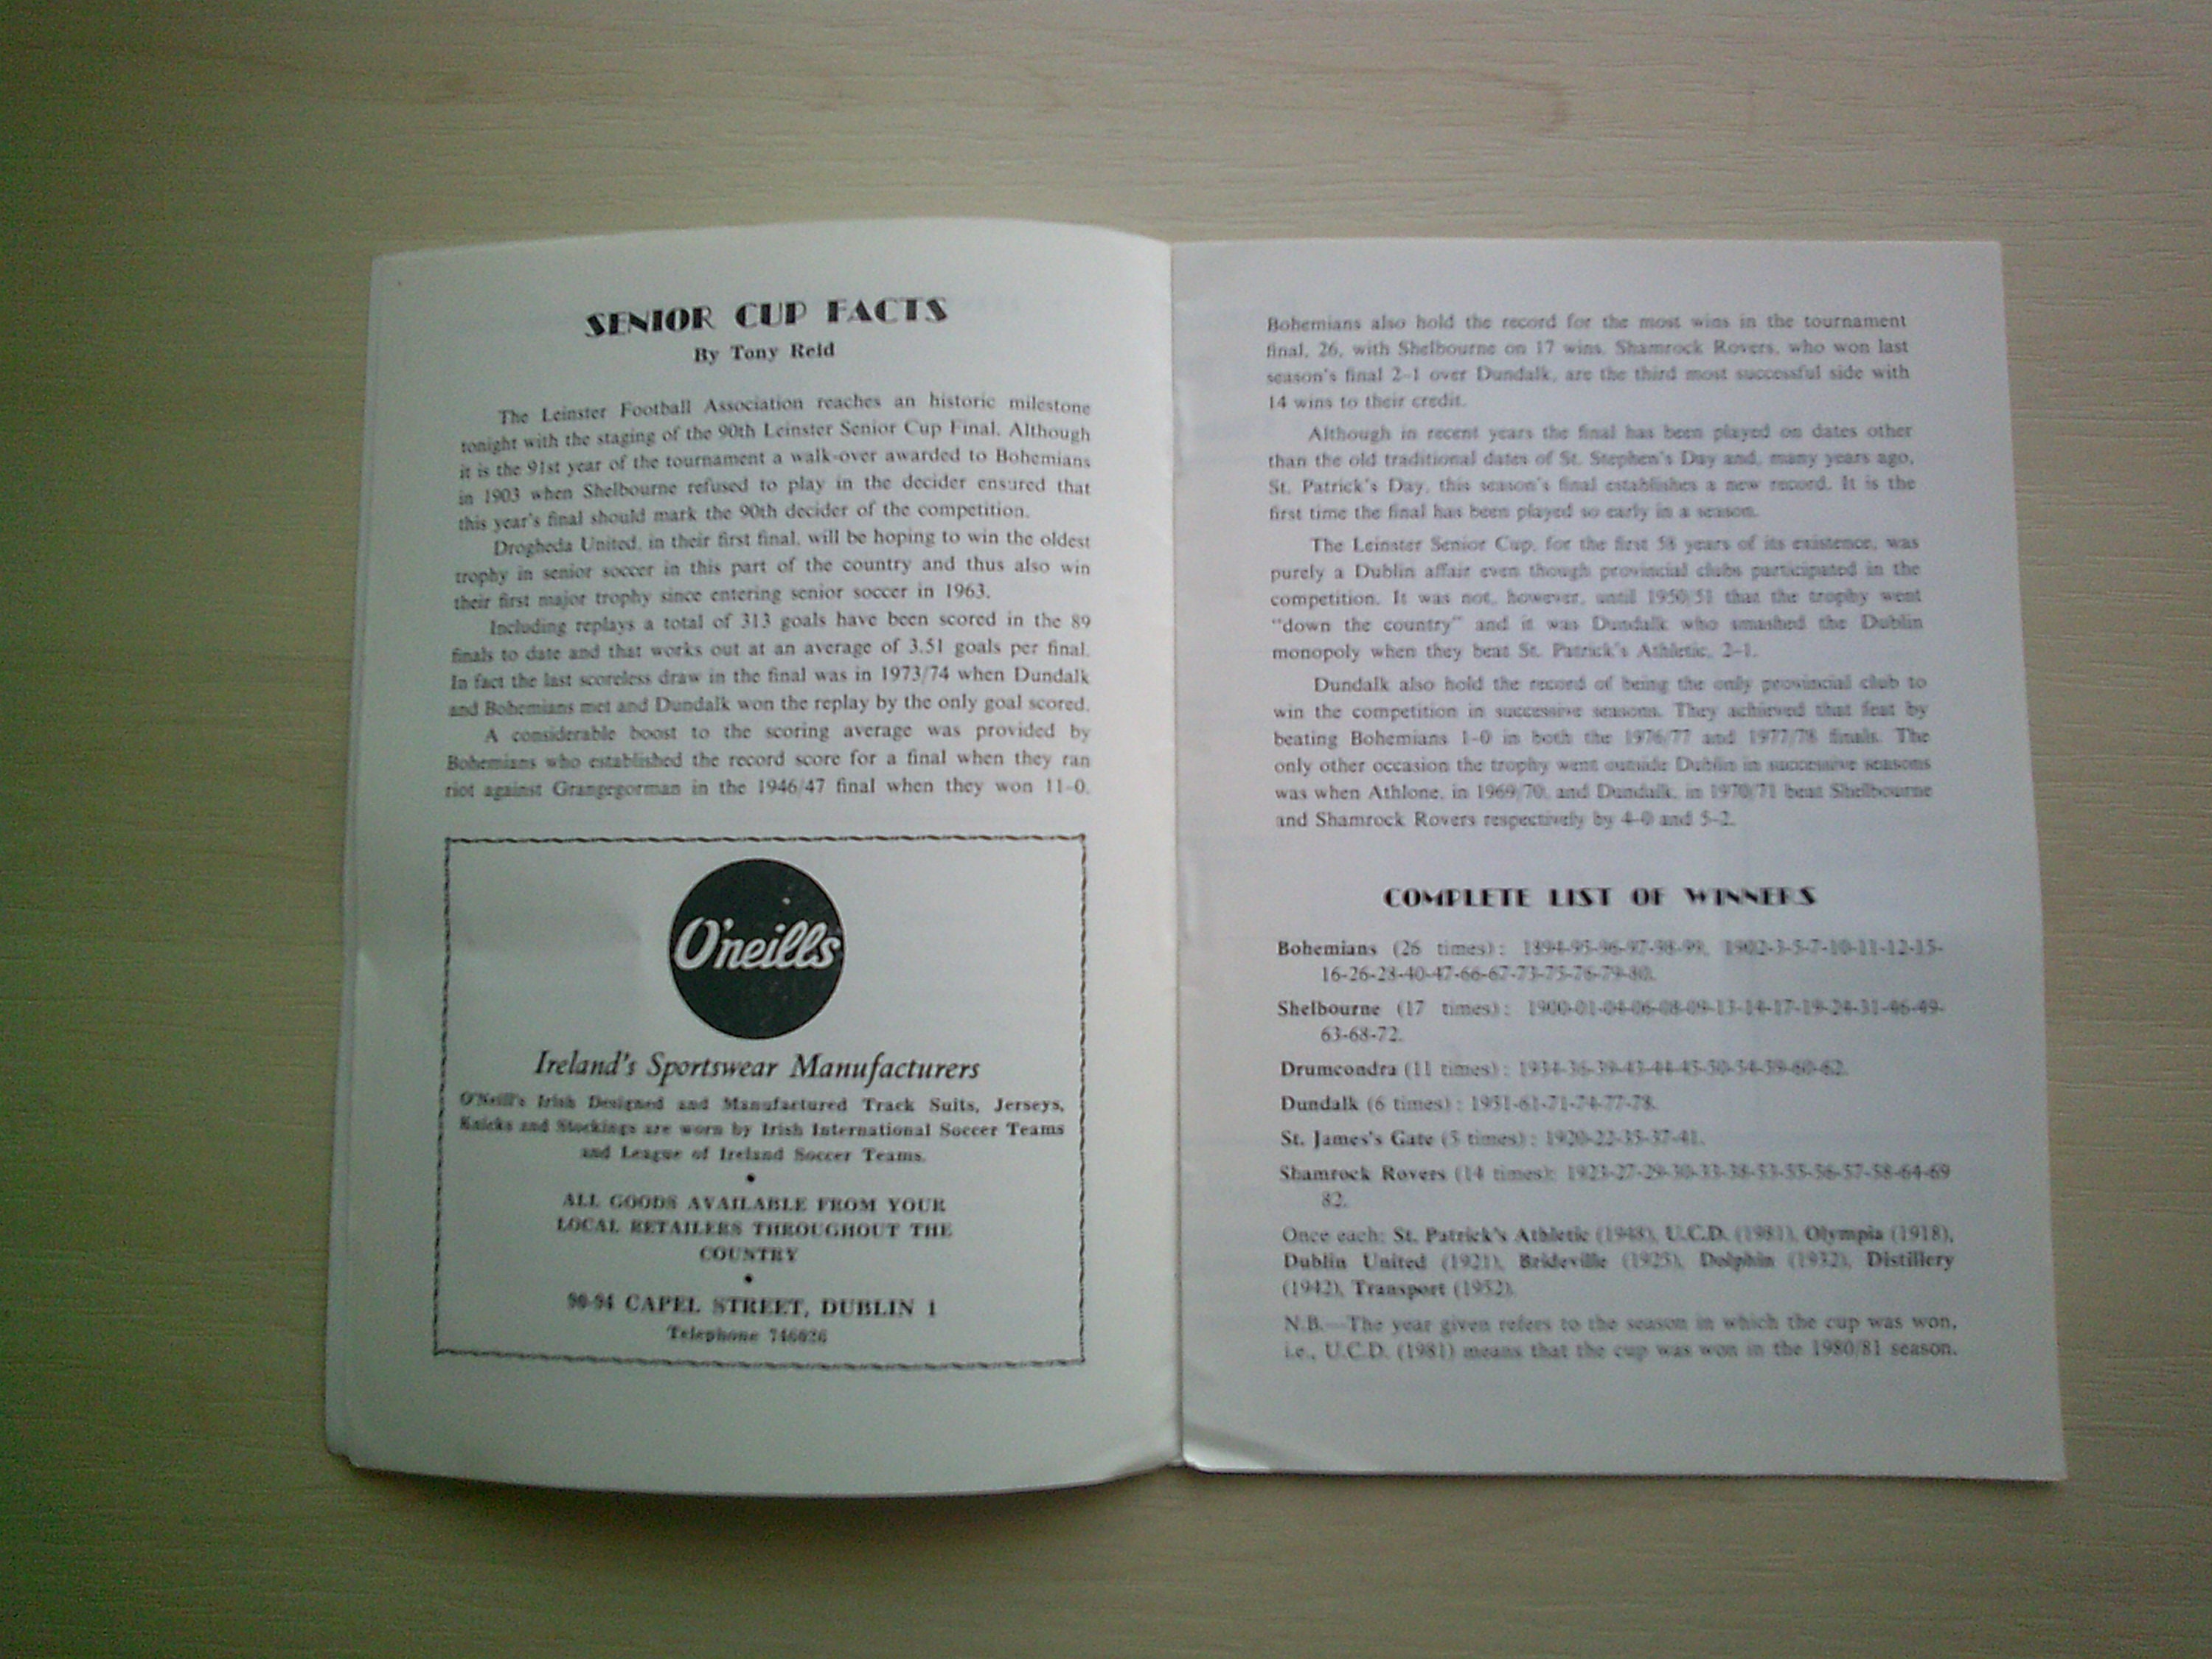 SENIOR CUP FACTS
By Tony Reid
The Leinster Football Association reaches an historic milestone
tonight with the staging of the 90th Leinster Senior Cup Final. Although
it is the 91st year of the tournament a walk-over awarded to Bohemians
in 1903 when Shelbourne refused to play in the decider ensured that
this year's final should mark the 90th decider of the competition.
Drogheda United, in their first final, will be hoping to win the oldest
trophy in senior soccer in this part of the country and thus also win
their first major trophy since entering senior soccer in 1963.
Including replays a total of 313 goals have been scored in the 89
finals to date and that works out at an average of 3.51 goals per final.
In fact the last scoreless draw in the final was in 1973/74 when Dundalk
and Bohemians met and Dundalk won the replay by the only goal scored.
A considerable boost to the scoring average was provided by
Bohemians who established the record score for a final when they ran
riot against Grangegorman in the 1946/47 final when they won 11-0.
O'neills
Ireland's Sportswear Manufacturers
O'Neill's Irish Designed and Manufactured Track Suits, Jerseys,
Knicks and Stockings are worn by Irish International Soccer Teams
and League of Ireland Soccer Teams.
ALL GOODS AVAILABLE FROM YOUR
LOCAL RETAILERS THROUGHOUT THE
COUNTRY
90-94 CAPEL STREET, DUBLIN 1
Telephone
Bohemians also hold the record for the most wins in the tournament
final, 26, with Shelbourne on 17 wins. Shamrock Rovers, who won last
season's final 2-1 over Dundalk, are the third most successful side with
14 wins to their credit.
Although in recent years the final has been played on dates other
than the old traditional dates of St. Stephen's Day and, many years ago,
St. Patrick's Day, this season's final establishes a new record. It is the
first time the final has been played so early in a season.
The Leinster Senior Cup, for the first 58 years of its existence, was
purely a Dublin affair even though provincial clubs participated in the
competition. It was not, however, until 1950/51 that the trophy went
"down the country" and it was Dundalk who smashed the Dublin
monopoly when they beat St. Patrick's Athletic, 2-1.
Dundalk also hold the record of being the only provincial club to
win the competition in successive seasons. They achieved that feat by
beating Bohemians 1-0 in both the 1976/77 and 1977/78 finals. The
only other occasion the trophy went outside Dublin in successive seasons
was when Athlone, in 1969/70, and Dundalk, in 1970/71 beat Shelbourne
and Shamrock Rovers respectively by 4-0 and 5-2.
COMPLETE LIST OF WINNERS
Bohemians (26 times): 1894-95-96-97-98-99, 1902-3-5-7-10-11-12-15-
16-26-28-40-47-66-67-73-75-76-79-80.
Shelbourne (17 times): 1900-01-04-06-08-09-13-14-17-19-24-31-46-49-
63-68-72.
Drumcondra (11 times): 1934-36-39-43-44-45-50-54-59-60-62.
Dundalk (6 times): 1951-61-71-74-77-78.
St. James's Gate (5 times): 1920-22-35-37-41.
Shamrock Rovers (14 times): 1923-27-29-30-33-38-53-55-56-57-58-64-69
82.
Once each: St. Patrick's Athletic (1948), U.C.D. (1981), Olympia (1918),
Dublin United (1921), Brideville (1925), Dolphin (1932), Distillery
(1942), Transport (1952).
N.B.—The year given refers to the season in which the cup was won,
i.e., U.C.D. (1981) means that the cup was won in the 1980/81 season.